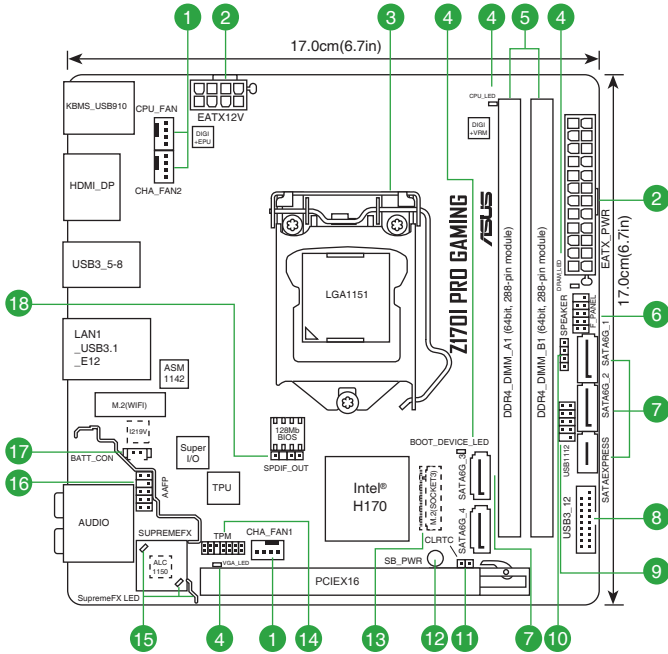 1
2
3
4
4
5
4
17.0cm(6.7in)
KBMS_USB910
CPU_FAN
EATX12V
DIGI
+EPU
CHA_FAN2
CPU_LED
DIGI
+VRM
HDMI_DP
2
EATX_PWR
17.0cm(6.7in)
USB3_5-8
LGA1151
ASUS
Z170I PRO GAMING
DDR4_DIMM_A1 (64bit, 288-pin module)
DDR4_DIMM_B1 (64bit, 288-pin module)
DRAM_LED
SPEAKER
F_PANEL
6
18
LAN1
_USB3.1
_E12
ASM
1142
SATA6G_1
SATA6G_2
7
M.2(WIFI)
I219V
128Mb
BIOS
SPDIF_OUT
BOOT_DEVICE_LED
USB1112
SATAEXPRESS
17
BATT_CON
Super
I/O
16
AAFP
TPU
Intel®
H170
M.2(SOCKET3)
SATA6G_3
SATA6G_4
USB3_12
8
AUDIO
SUPREMEFX
TPM
CHA_FAN1
CLRTC
ALC
1150
VGA_LED
SB_PWR
9
PCIEX16
SupremeFX LED
15
4
1
14
13
12
11
7
10